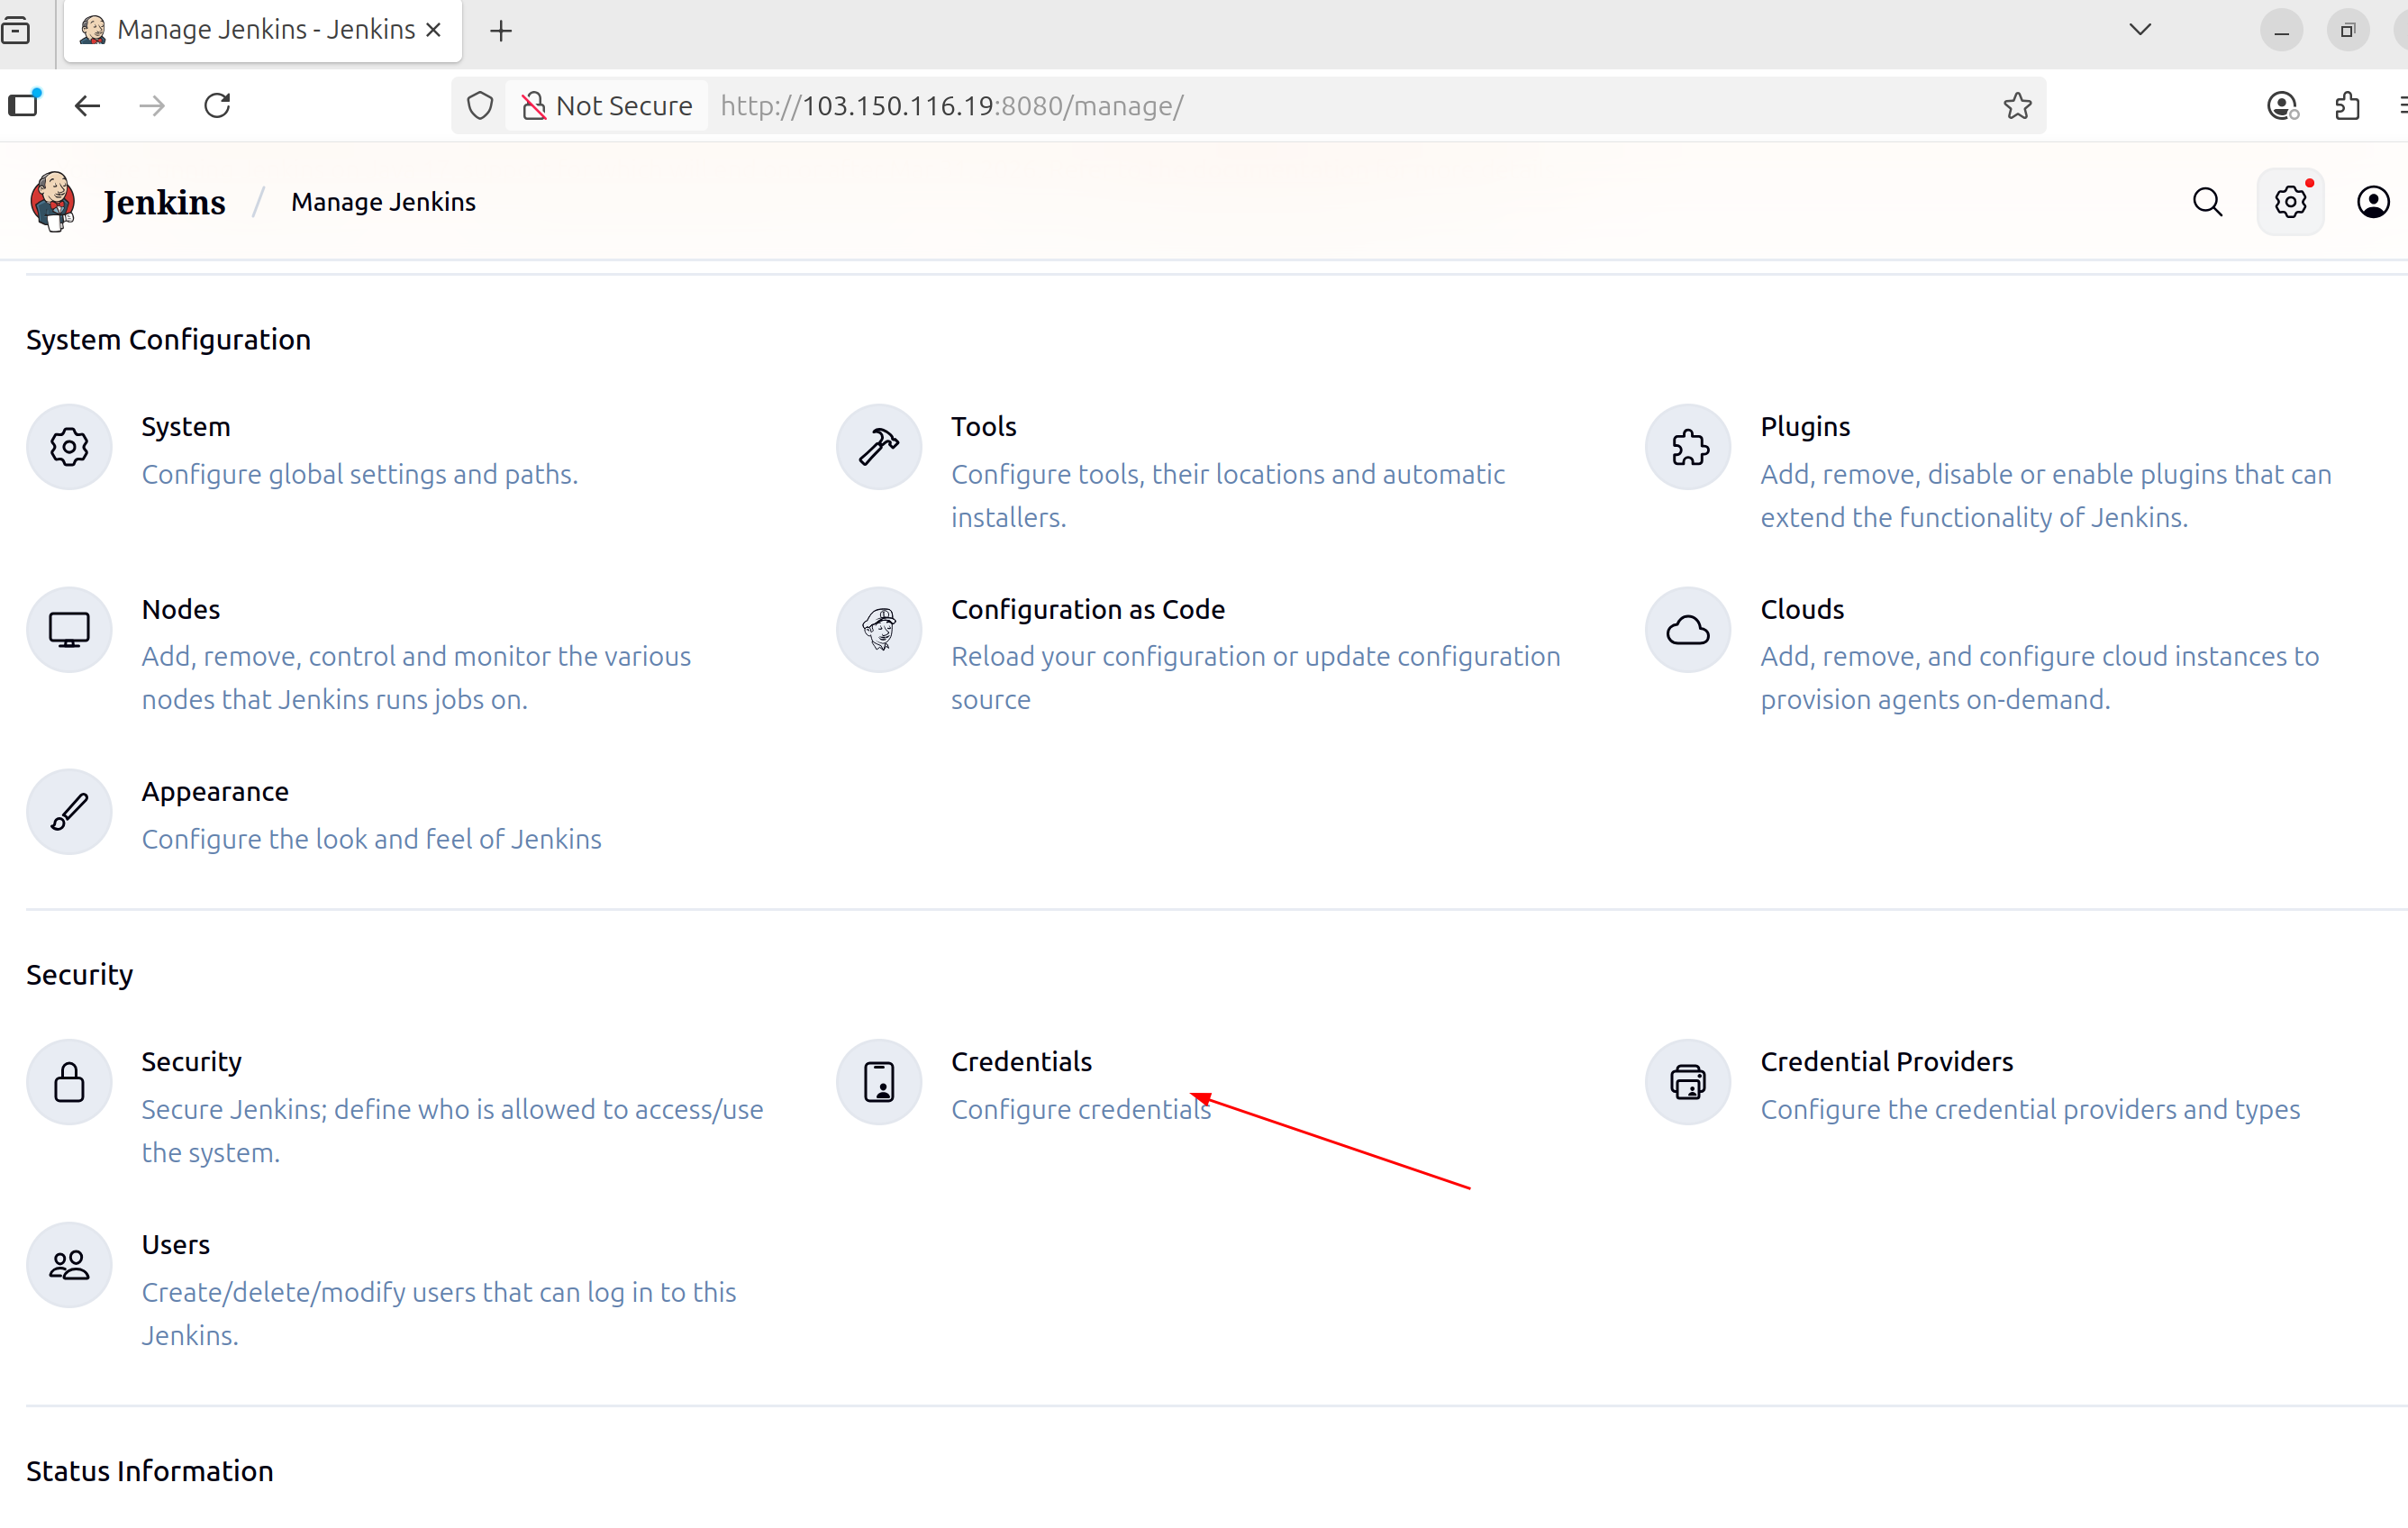 Manage Jenkins - Jenkins
Not Secure http://103.150.116.19:8080/manage/
Jenkins / Manage Jenkins
System Configuration
System
Configure global settings and paths.
Tools
Configure tools, their locations and automatic
installers.
Plugins
Add, remove, disable or enable plugins that can
extend the functionality of Jenkins.
Nodes
Add, remove, control and monitor the various
nodes that Jenkins runs jobs on.
Configuration as Code
Reload your configuration or update configuration
source
Clouds
Add, remove, and configure cloud instances to
provision agents on-demand.
Appearance
Configure the look and feel of Jenkins
Security
Security
Secure Jenkins; define who is allowed to access/use
the system.
Credentials
Configure credentials
Credential Providers
Configure the credential providers and types
Users
Create/delete/modify users that can log in to this
Jenkins.
Status Information